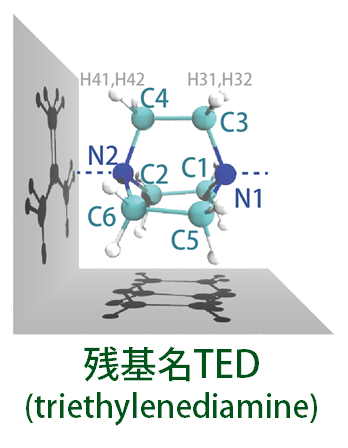 H41,H42 H31,H32
C4 C3
N2 C2 C1 N1
C6 C5
残基名TED
(triethylenediamine)